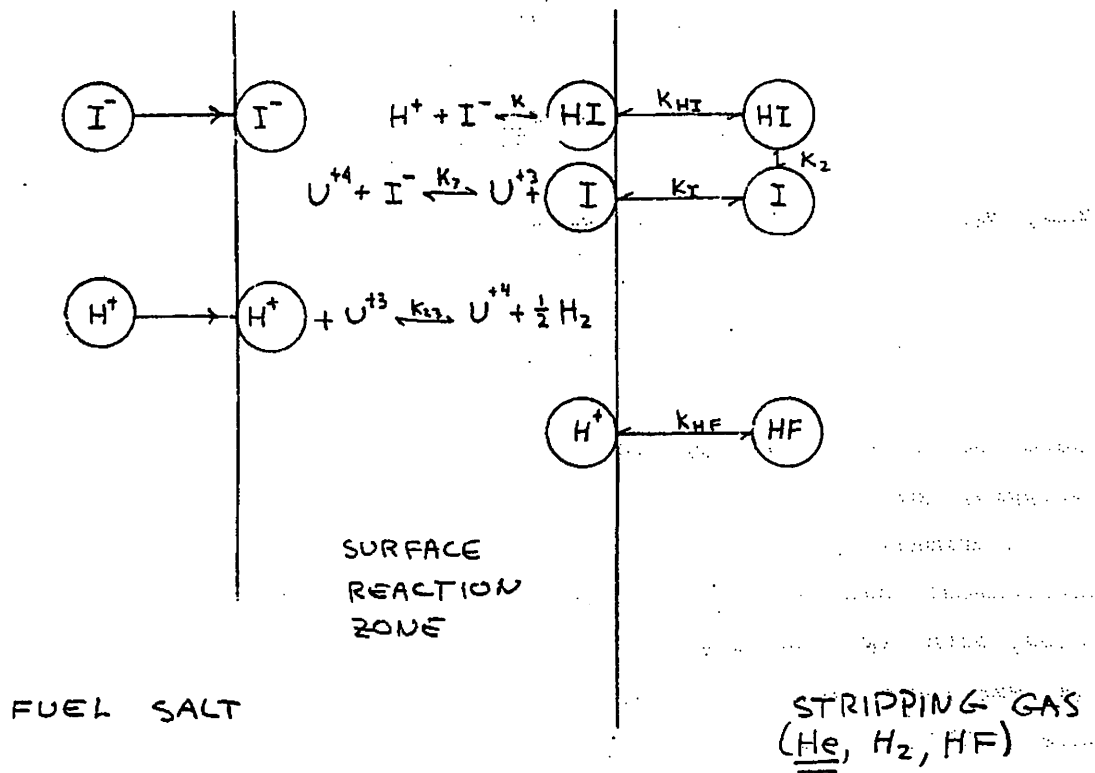 I⁻ → I⁻ H⁺ + I⁻ ⇌ K HI K_HI HI
K₂
U⁺⁴ + I⁻ ⇌ K₇ U⁺³ + I K_I I
H⁺ → H⁺ + U⁺³ ⇌ K₂₃ U⁺⁴ + ½ H₂
H⁺ K_HF HF
SURFACE
REACTION
ZONE
FUEL SALT
STRIPPING GAS
(He, H₂, HF)